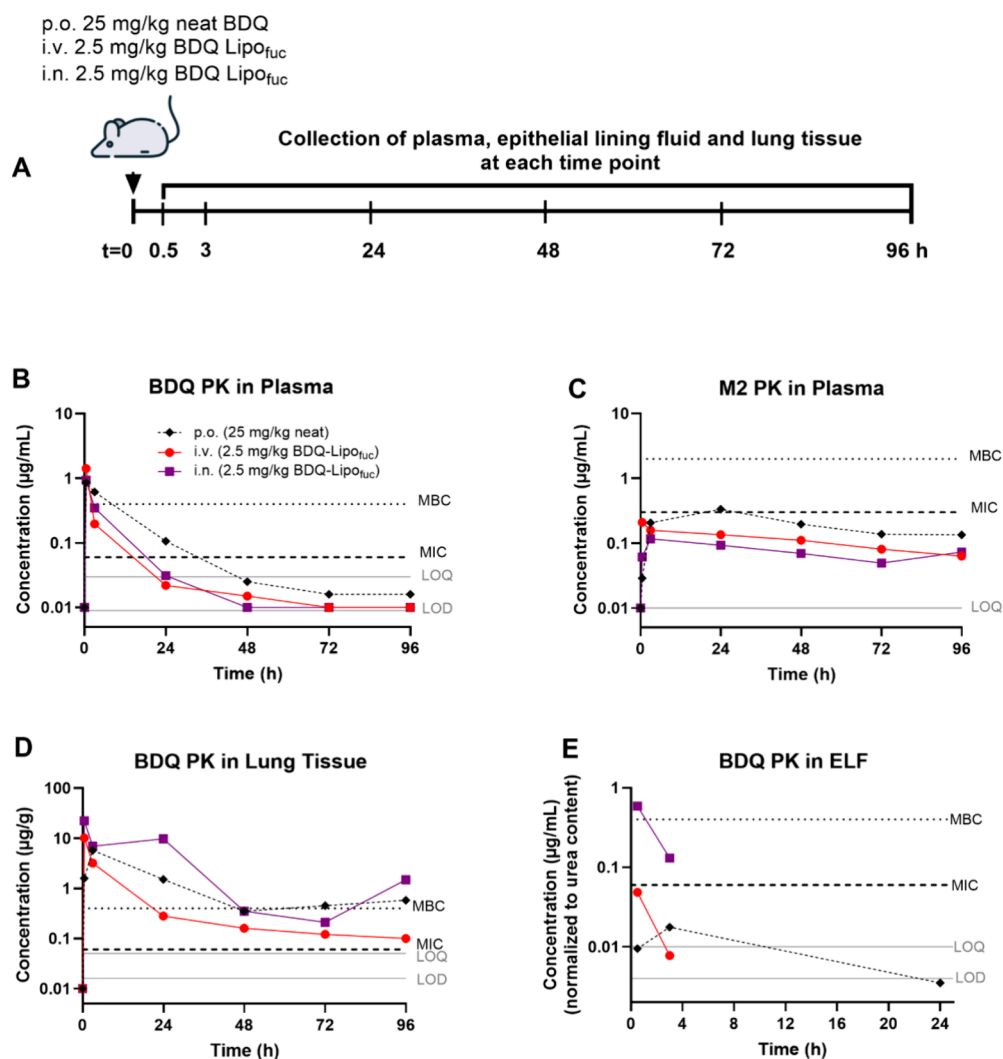 p.o. 25 mg/kg neat BDQ
i.v. 2.5 mg/kg BDQ Lipofuc
i.n. 2.5 mg/kg BDQ Lipofuc
A
Collection of plasma, epithelial lining fluid and lung tissue
at each time point
t=0 0.5 3 24 48 72 96 h
B
BDQ PK in Plasma
Concentration (µg/mL)
10
1
0.1
0.01
p.o. (25 mg/kg neat)
i.v. (2.5 mg/kg BDQ-Lipofuc)
i.n. (2.5 mg/kg BDQ-Lipofuc)
MBC
MIC
LOQ
LOD
0 24 48 72 96
Time (h)
C
M2 PK in Plasma
Concentration (µg/mL)
10
1
0.1
0.01
MBC
MIC
LOQ
0 24 48 72 96
Time (h)
D
BDQ PK in Lung Tissue
Concentration (µg/g)
100
10
1
0.1
0.01
MBC
MIC
LOQ
LOD
0 24 48 72 96
Time (h)
E
BDQ PK in ELF
Concentration (µg/mL)
(normalized to urea content)
1
0.1
0.01
MBC
MIC
LOQ
LOD
0 4 8 12 16 20 24
Time (h)